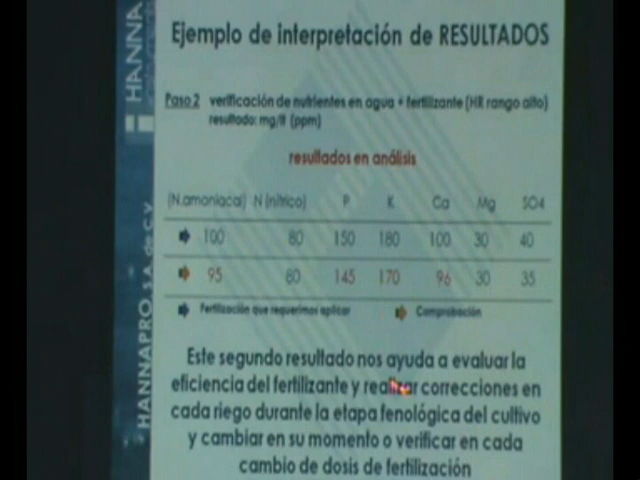 HANNA
HANNAPRO S.A. de C.V.
Ejemplo de interpretación de RESULTADOS
Paso 2 verificación de nutrientes en agua + fertilizante (HR rango alto)
resultado: mg/lt (ppm)
resultados en análisis
(N.amoniacal) N (nítrico) P K Ca Mg SO4
100 80 150 180 100 30 40
95 80 145 170 96 30 35
Fertilización que requerimos aplicar Comprobación
Este segundo resultado nos ayuda a evaluar la
eficiencia del fertilizante y realizar correcciones en
cada riego durante la etapa fenológica del cultivo
y cambiar en su momento o verificar en cada
cambio de dosis de fertilización